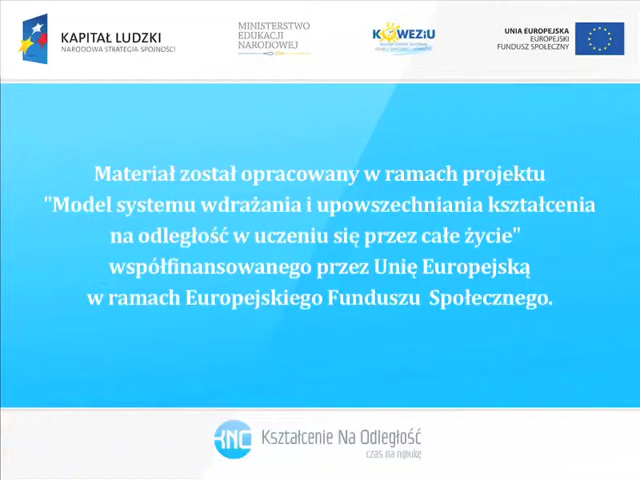 KAPITAŁ LUDZKI
NARODOWA STRATEGIA SPÓJNOŚCI
MINISTERSTWO
EDUKACJI
NARODOWEJ
KOWEZiU
UNIA EUROPEJSKA
EUROPEJSKI
FUNDUSZ SPOŁECZNY
Materiał został opracowany w ramach projektu
"Model systemu wdrażania i upowszechniania kształcenia
na odległość w uczeniu się przez całe życie"
współfinansowanego przez Unię Europejską
w ramach Europejskiego Funduszu Społecznego.
KNO Kształcenie Na Odległość
czas na n@ukę